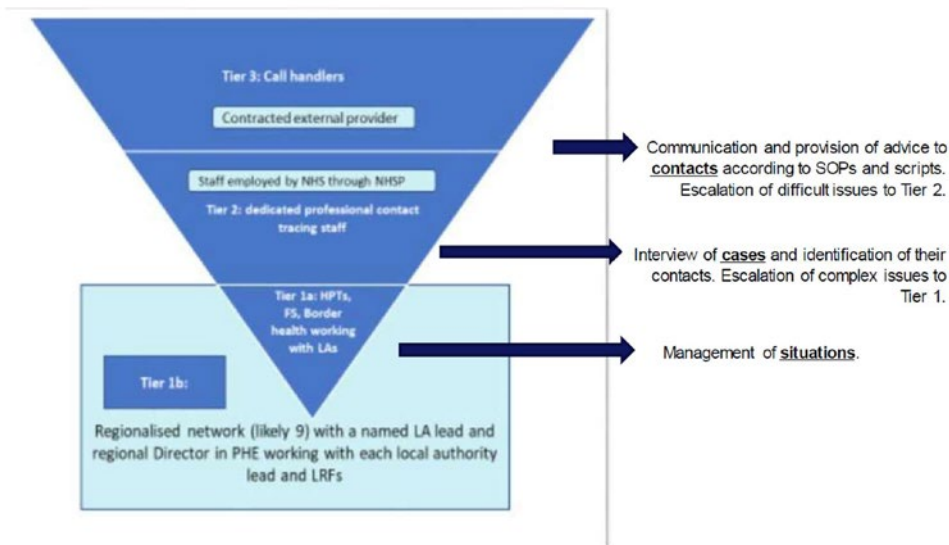 Tier 3: Call handlers
Contracted external provider
Communication and provision of advice to
contacts according to SOPs and scripts.
Escalation of difficult issues to Tier 2.
Staff employed by NHS through NHSP
Tier 2: dedicated professional contact
tracing staff
Interview of cases and identification of their
contacts. Escalation of complex issues to
Tier 1.
Tier 1a: HPTs,
FS, Border
health working
with LAs
Management of situations.
Tier 1b:
Regionalised network (likely 9) with a named LA lead and
regional Director in PHE working with each local authority
lead and LRFs